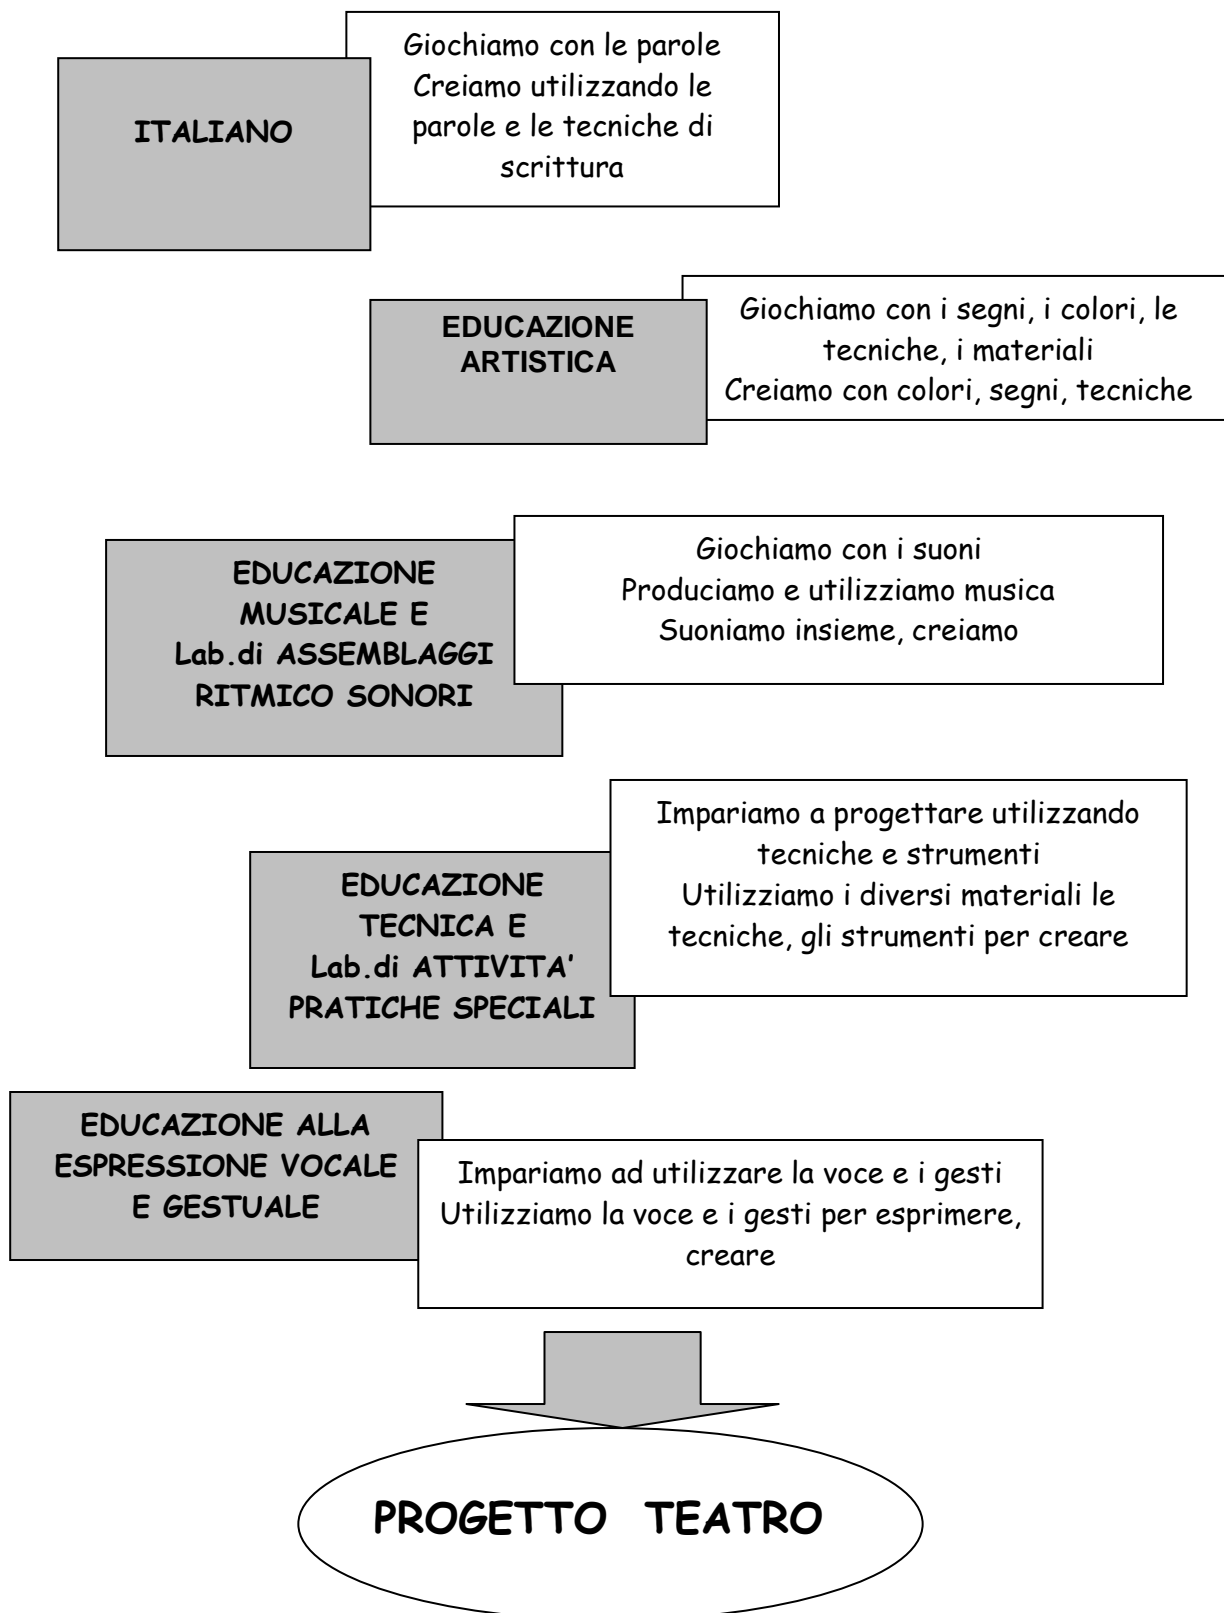 ITALIANO
Giochiamo con le parole
Creiamo utilizzando le
parole e le tecniche di
scrittura
EDUCAZIONE
ARTISTICA
Giochiamo con i segni, i colori, le
tecniche, i materiali
Creiamo con colori, segni, tecniche
EDUCAZIONE
MUSICALE E
Lab.di ASSEMBLAGGI
RITMICO SONORI
Giochiamo con i suoni
Produciamo e utilizziamo musica
Suoniamo insieme, creiamo
EDUCAZIONE
TECNICA E
Lab.di ATTIVITA'
PRATICHE SPECIALI
Impariamo a progettare utilizzando
tecniche e strumenti
Utilizziamo i diversi materiali le
tecniche, gli strumenti per creare
EDUCAZIONE ALLA
ESPRESSIONE VOCALE
E GESTUALE
Impariamo ad utilizzare la voce e i gesti
Utilizziamo la voce e i gesti per esprimere,
creare
PROGETTO TEATRO